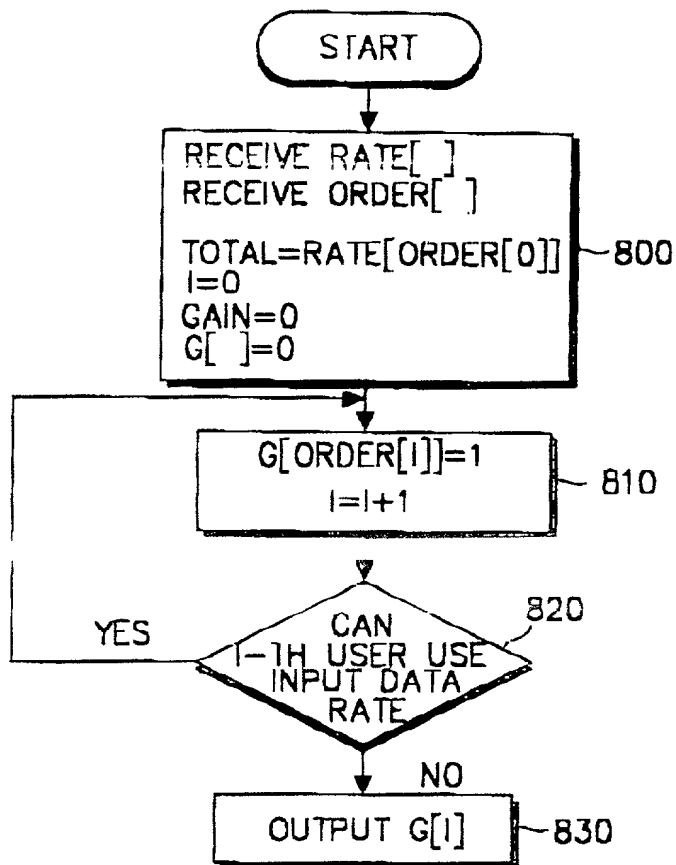 START
RECEIVE RATE[ ]
RECEIVE ORDER[ ]
TOTAL=RATE[ORDER[0]]
I=0
GAIN=0
G[ ]=0
800
G[ORDER[I]]=1
I=I+1
810
820
YES
CAN
I-TH USER USE
INPUT DATA
RATE
NO
OUTPUT G[I]
830